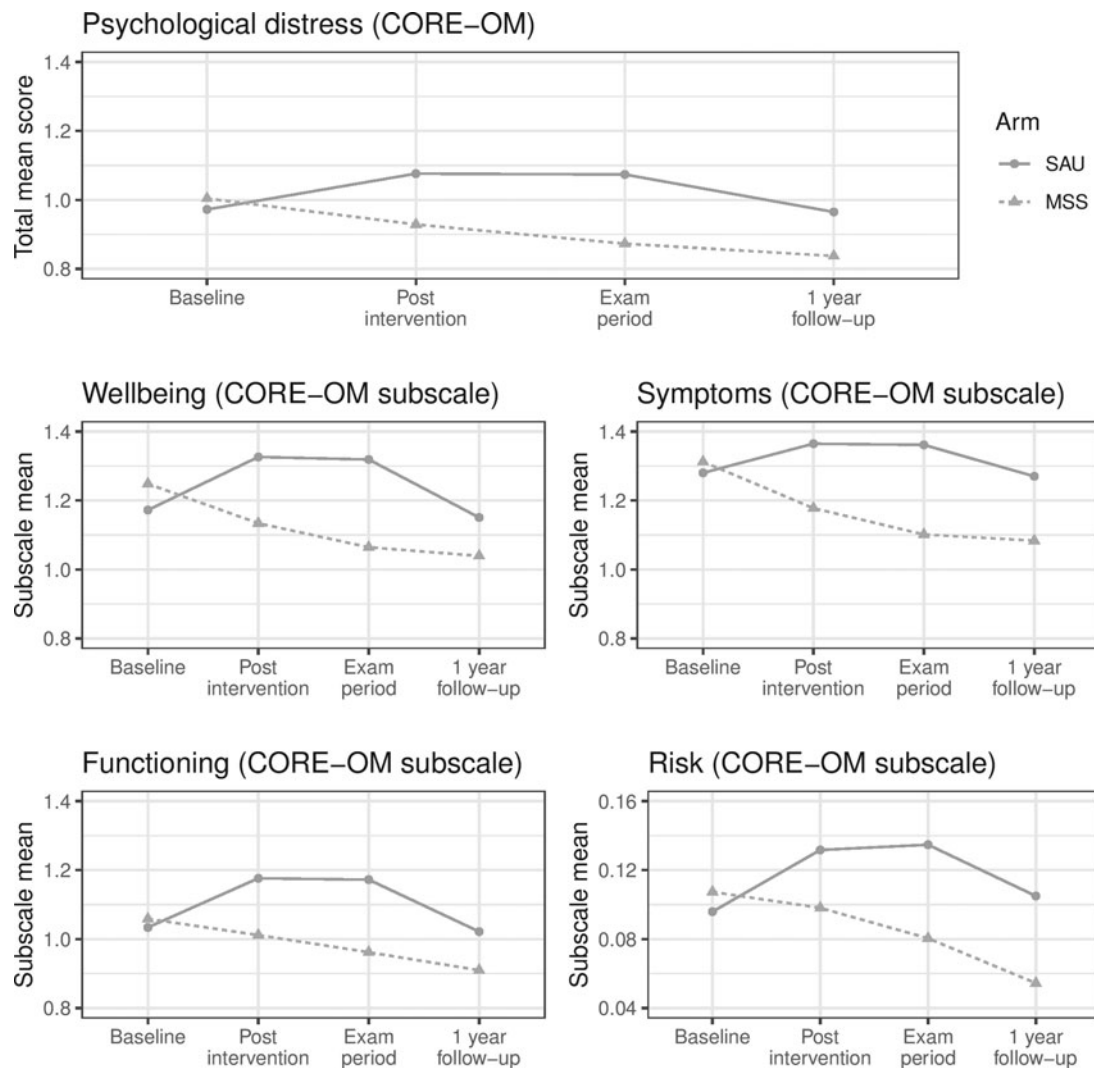 Psychological distress (CORE−OM)
Total mean score
1.4
1.2
1.0
0.8
Baseline
Post
intervention
Exam
period
1 year
follow−up
Arm
SAU
MSS
Wellbeing (CORE−OM subscale)
Subscale mean
1.4
1.2
1.0
0.8
Baseline
Post
intervention
Exam
period
1 year
follow−up
Symptoms (CORE−OM subscale)
Subscale mean
1.4
1.2
1.0
0.8
Baseline
Post
intervention
Exam
period
1 year
follow−up
Functioning (CORE−OM subscale)
Subscale mean
1.4
1.2
1.0
0.8
Baseline
Post
intervention
Exam
period
1 year
follow−up
Risk (CORE−OM subscale)
Subscale mean
0.16
0.12
0.08
0.04
Baseline
Post
intervention
Exam
period
1 year
follow−up